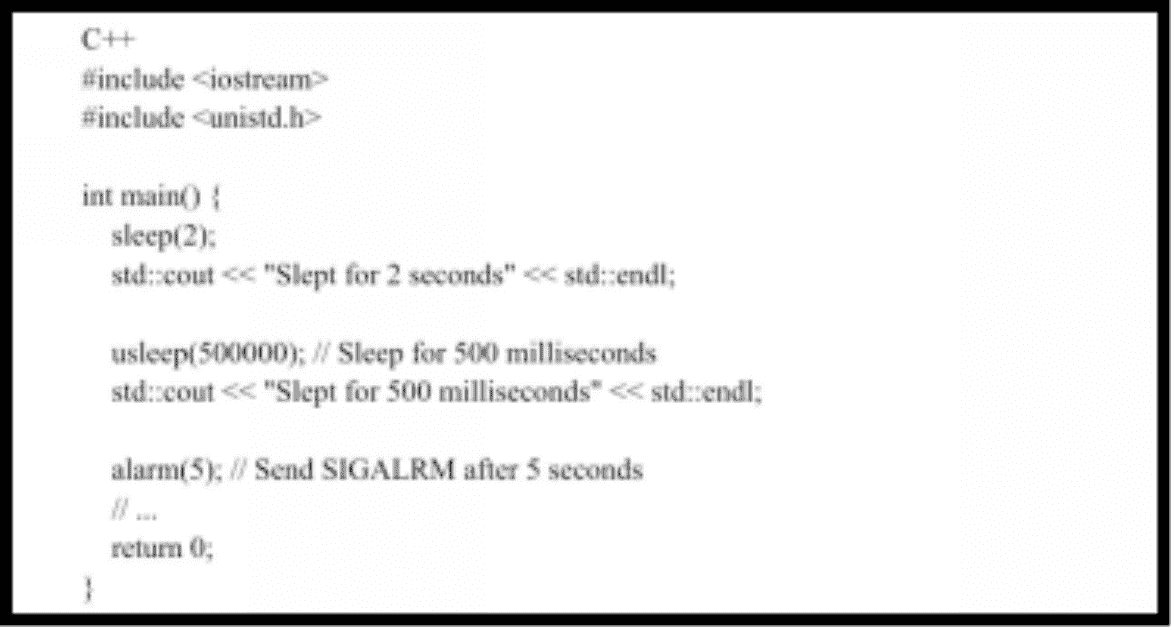 C++
#include <iostream>
#include <unistd.h>
int main() {
sleep(2);
std::cout << "Slept for 2 seconds" << std::endl;
usleep(500000); // Sleep for 500 milliseconds
std::cout << "Slept for 500 milliseconds" << std::endl;
alarm(5); // Send SIGALRM after 5 seconds
// ...
return 0;
}